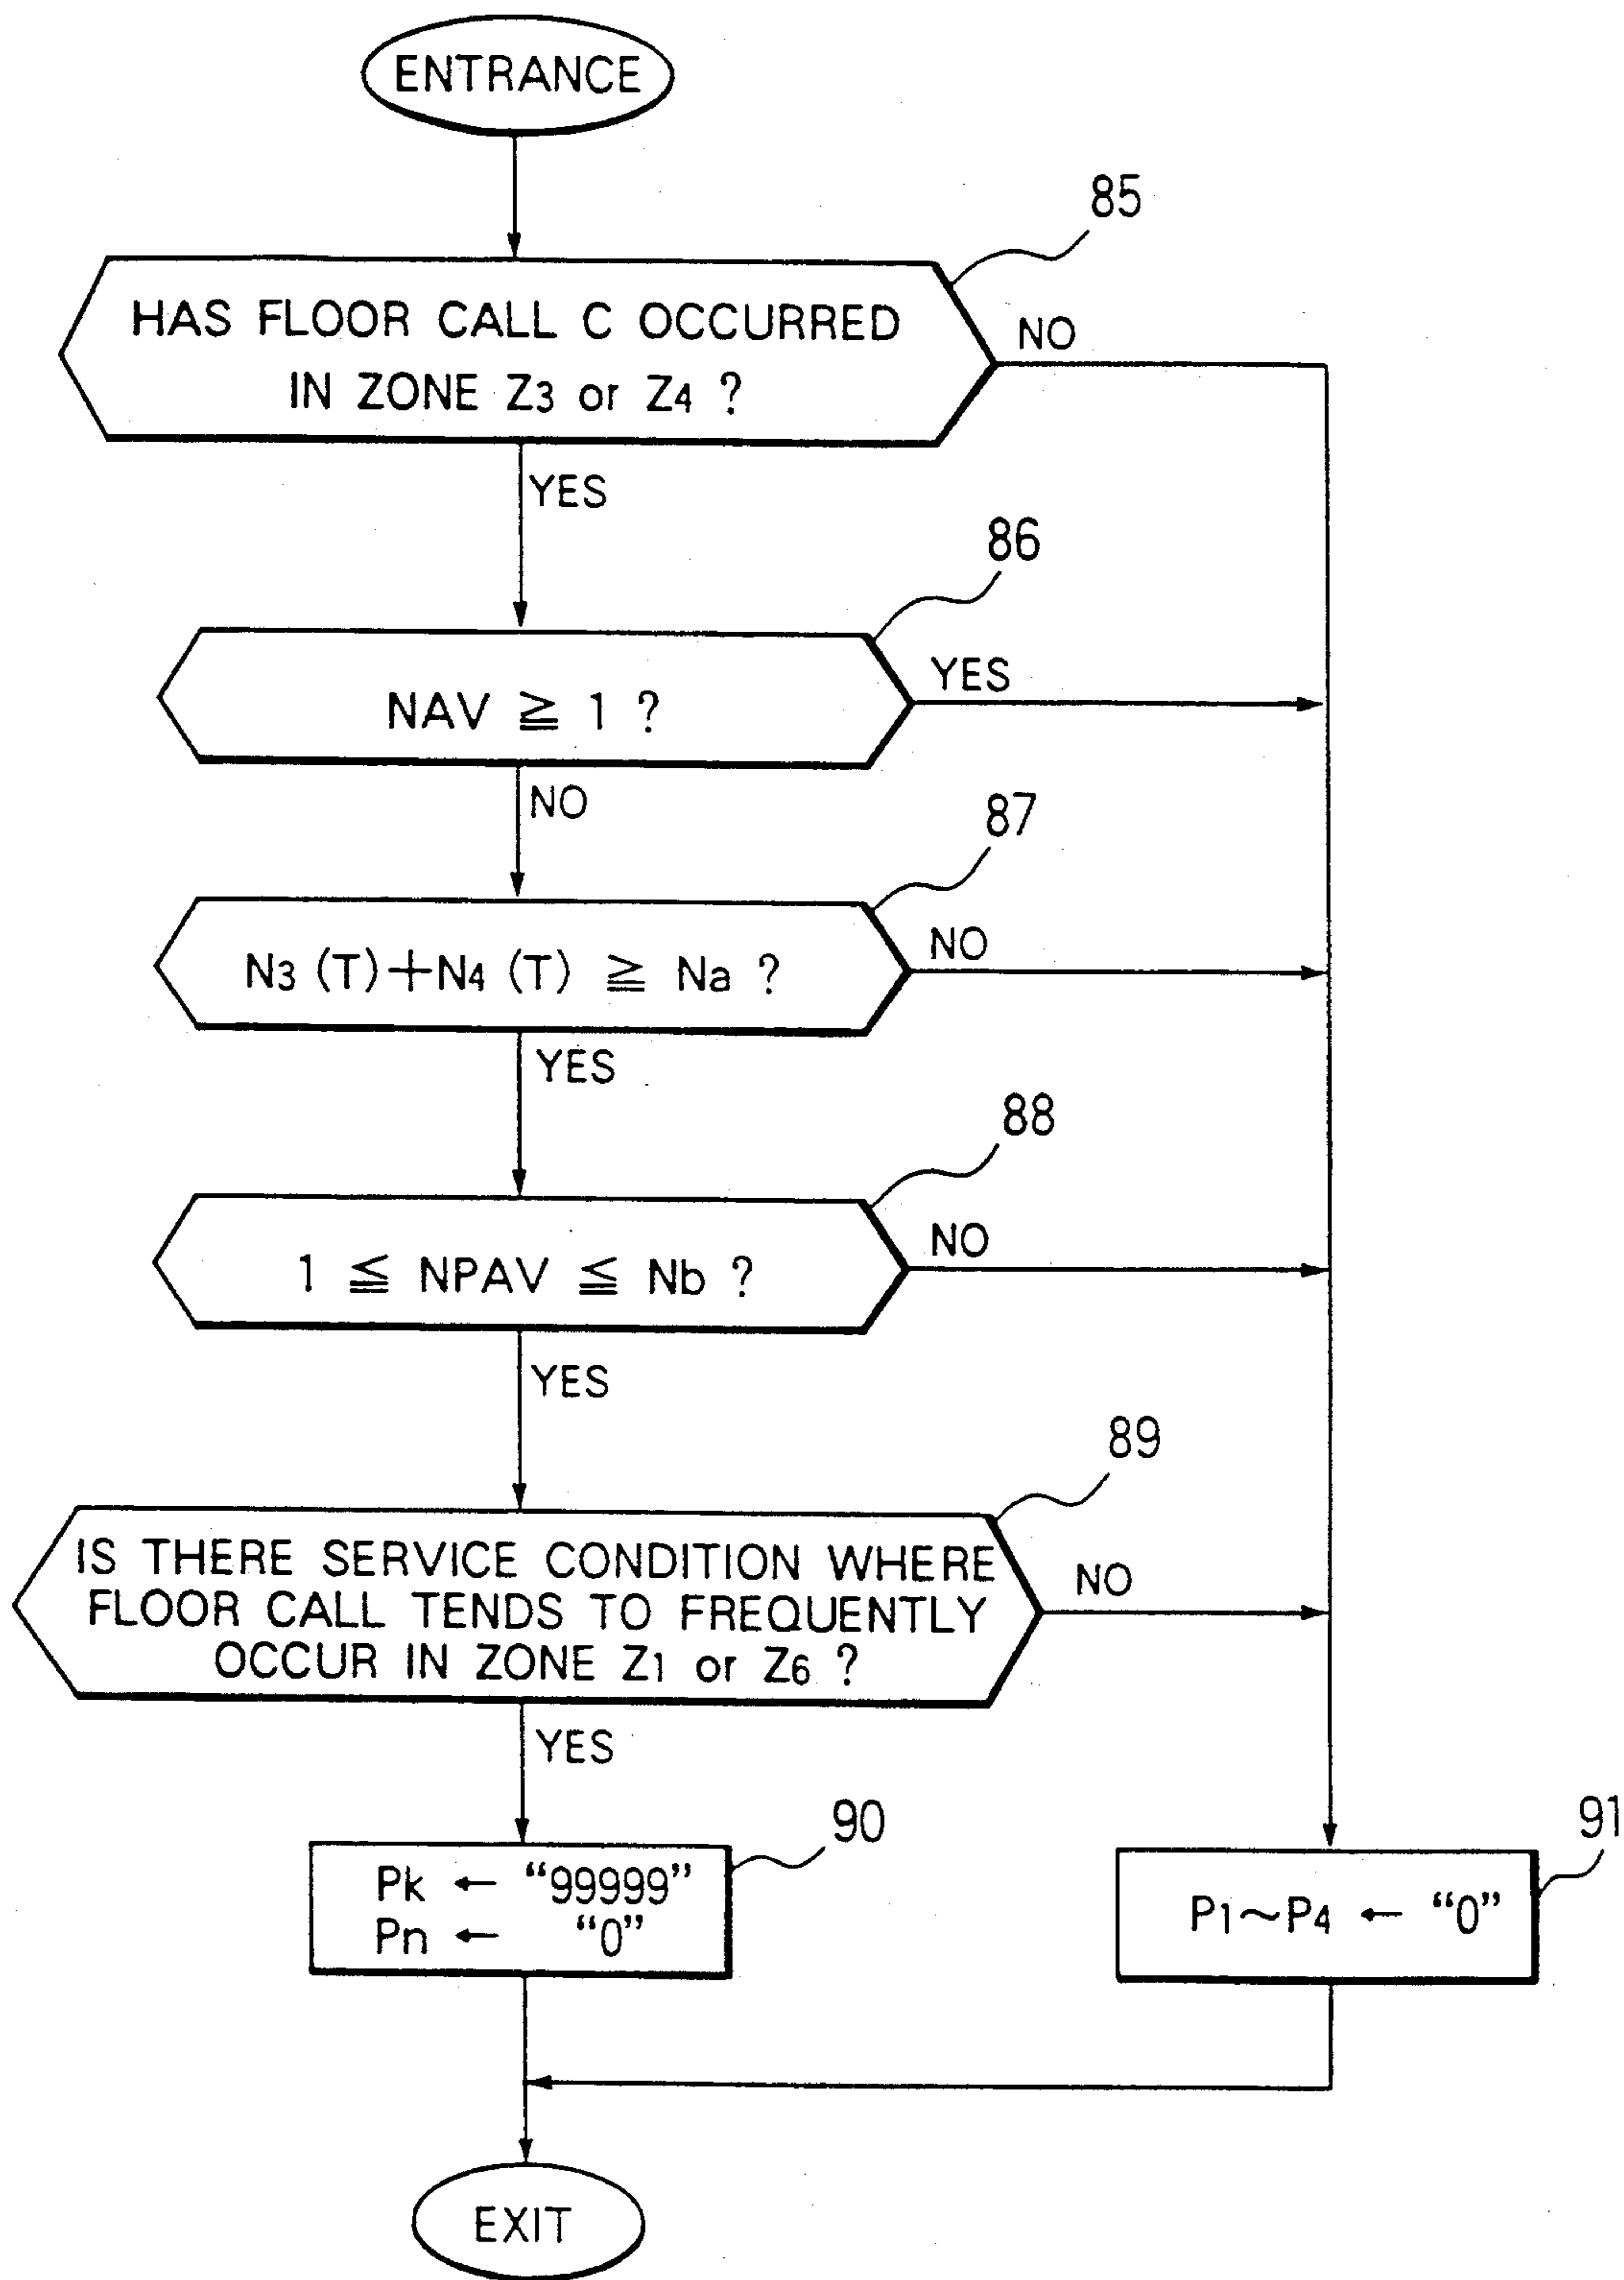 ENTRANCE
85
HAS FLOOR CALL C OCCURRED
IN ZONE Z3 or Z4 ?
NO
YES
86
NAV ≧ 1 ?
YES
NO
87
N3 (T)+N4 (T) ≧ Na ?
NO
YES
88
1 ≦ NPAV ≦ Nb ?
NO
YES
89
IS THERE SERVICE CONDITION WHERE
FLOOR CALL TENDS TO FREQUENTLY
OCCUR IN ZONE Z1 or Z6 ?
NO
YES
90
Pk ← “99999”
Pn ← “0”
91
P1~P4 ← “0”
EXIT